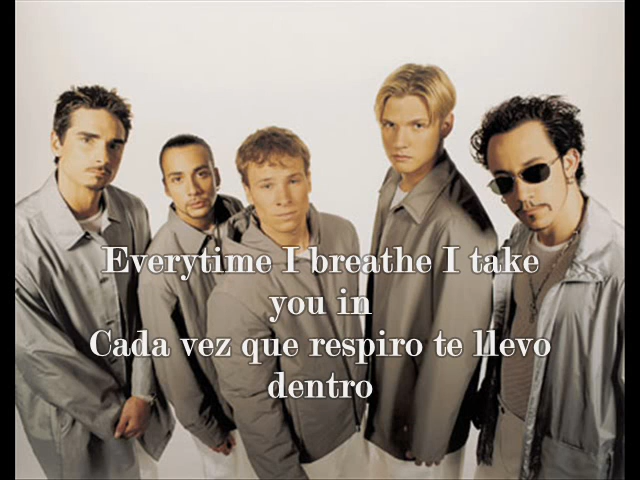 Everytime I breathe I take
you in
Cada vez que respiro te llevo
dentro